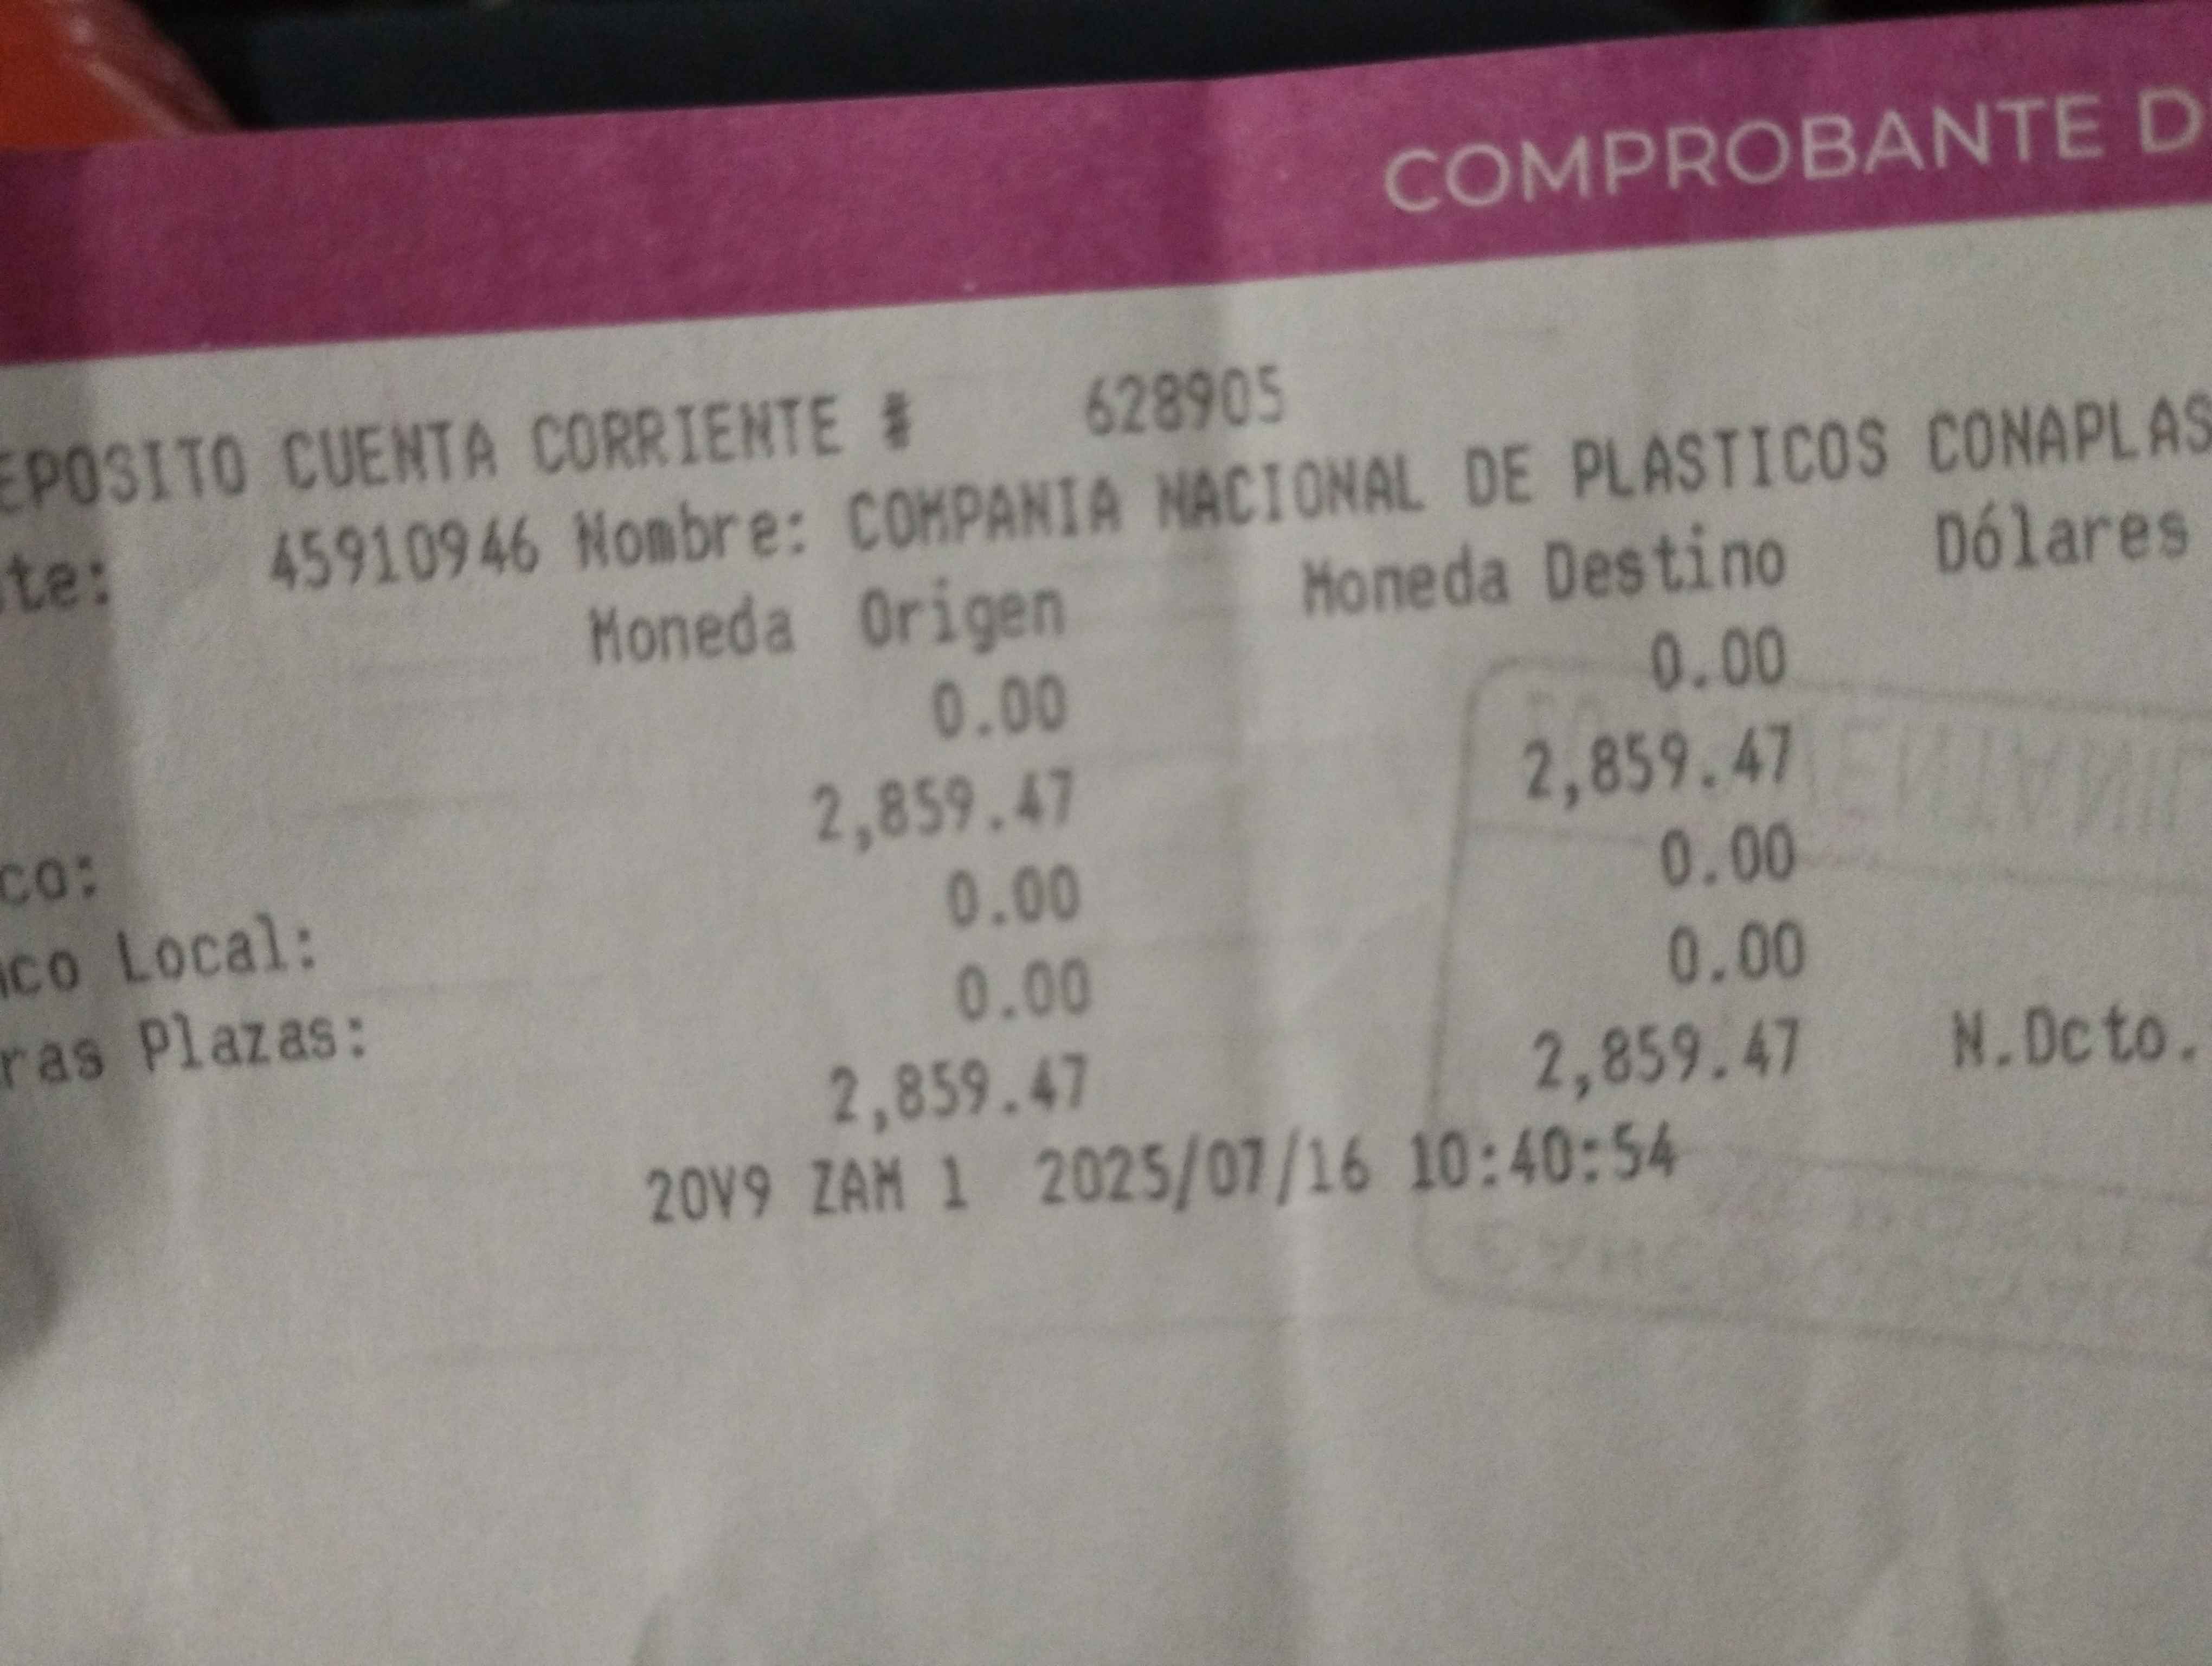 COMPROBANTE D
EPOSITO CUENTA CORRIENTE # 628905
te: 45910946 Nombre: COMPANIA NACIONAL DE PLASTICOS CONAPLAS
Moneda Origen Moneda Destino Dólares
0.00 0.00
2,859.47 2,859.47
co: 0.00 0.00
co Local: 0.00 0.00
ras Plazas: 2,859.47 2,859.47 N.Dcto.
20V9 ZAM 1 2025/07/16 10:40:54